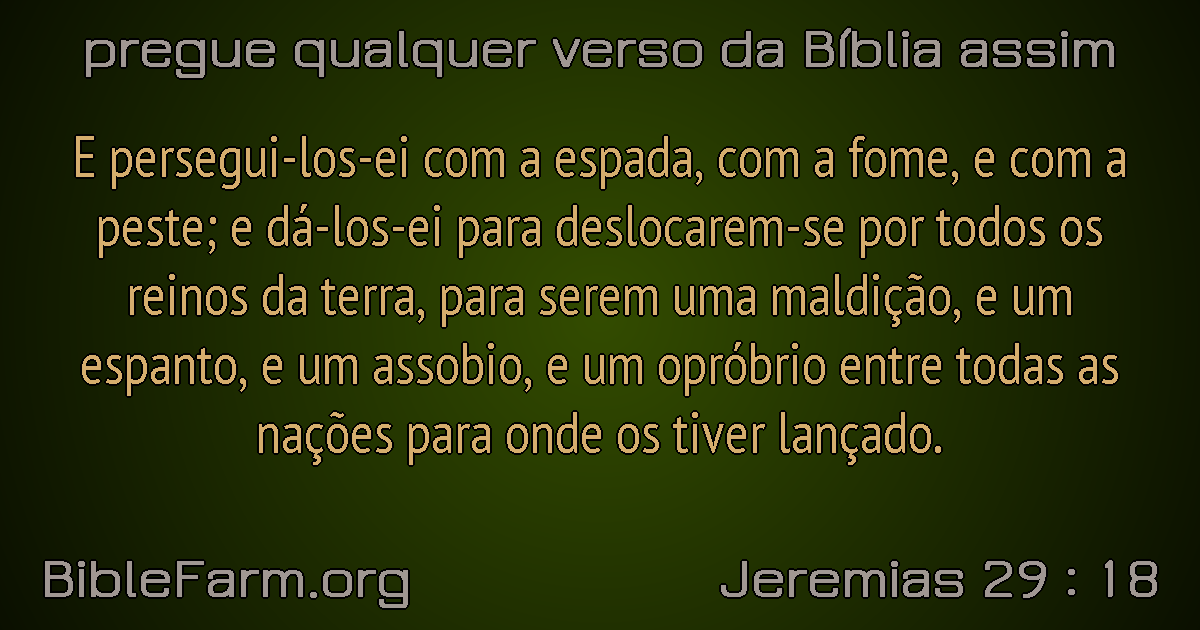 pregue qualquer verso da Bíblia assim
E persegui-los-ei com a espada, com a fome, e com a
peste; e dá-los-ei para deslocarem-se por todos os
reinos da terra, para serem uma maldição, e um
espanto, e um assobio, e um opróbrio entre todas as
nações para onde os tiver lançado.
BibleFarm.org
Jeremias 29 : 18